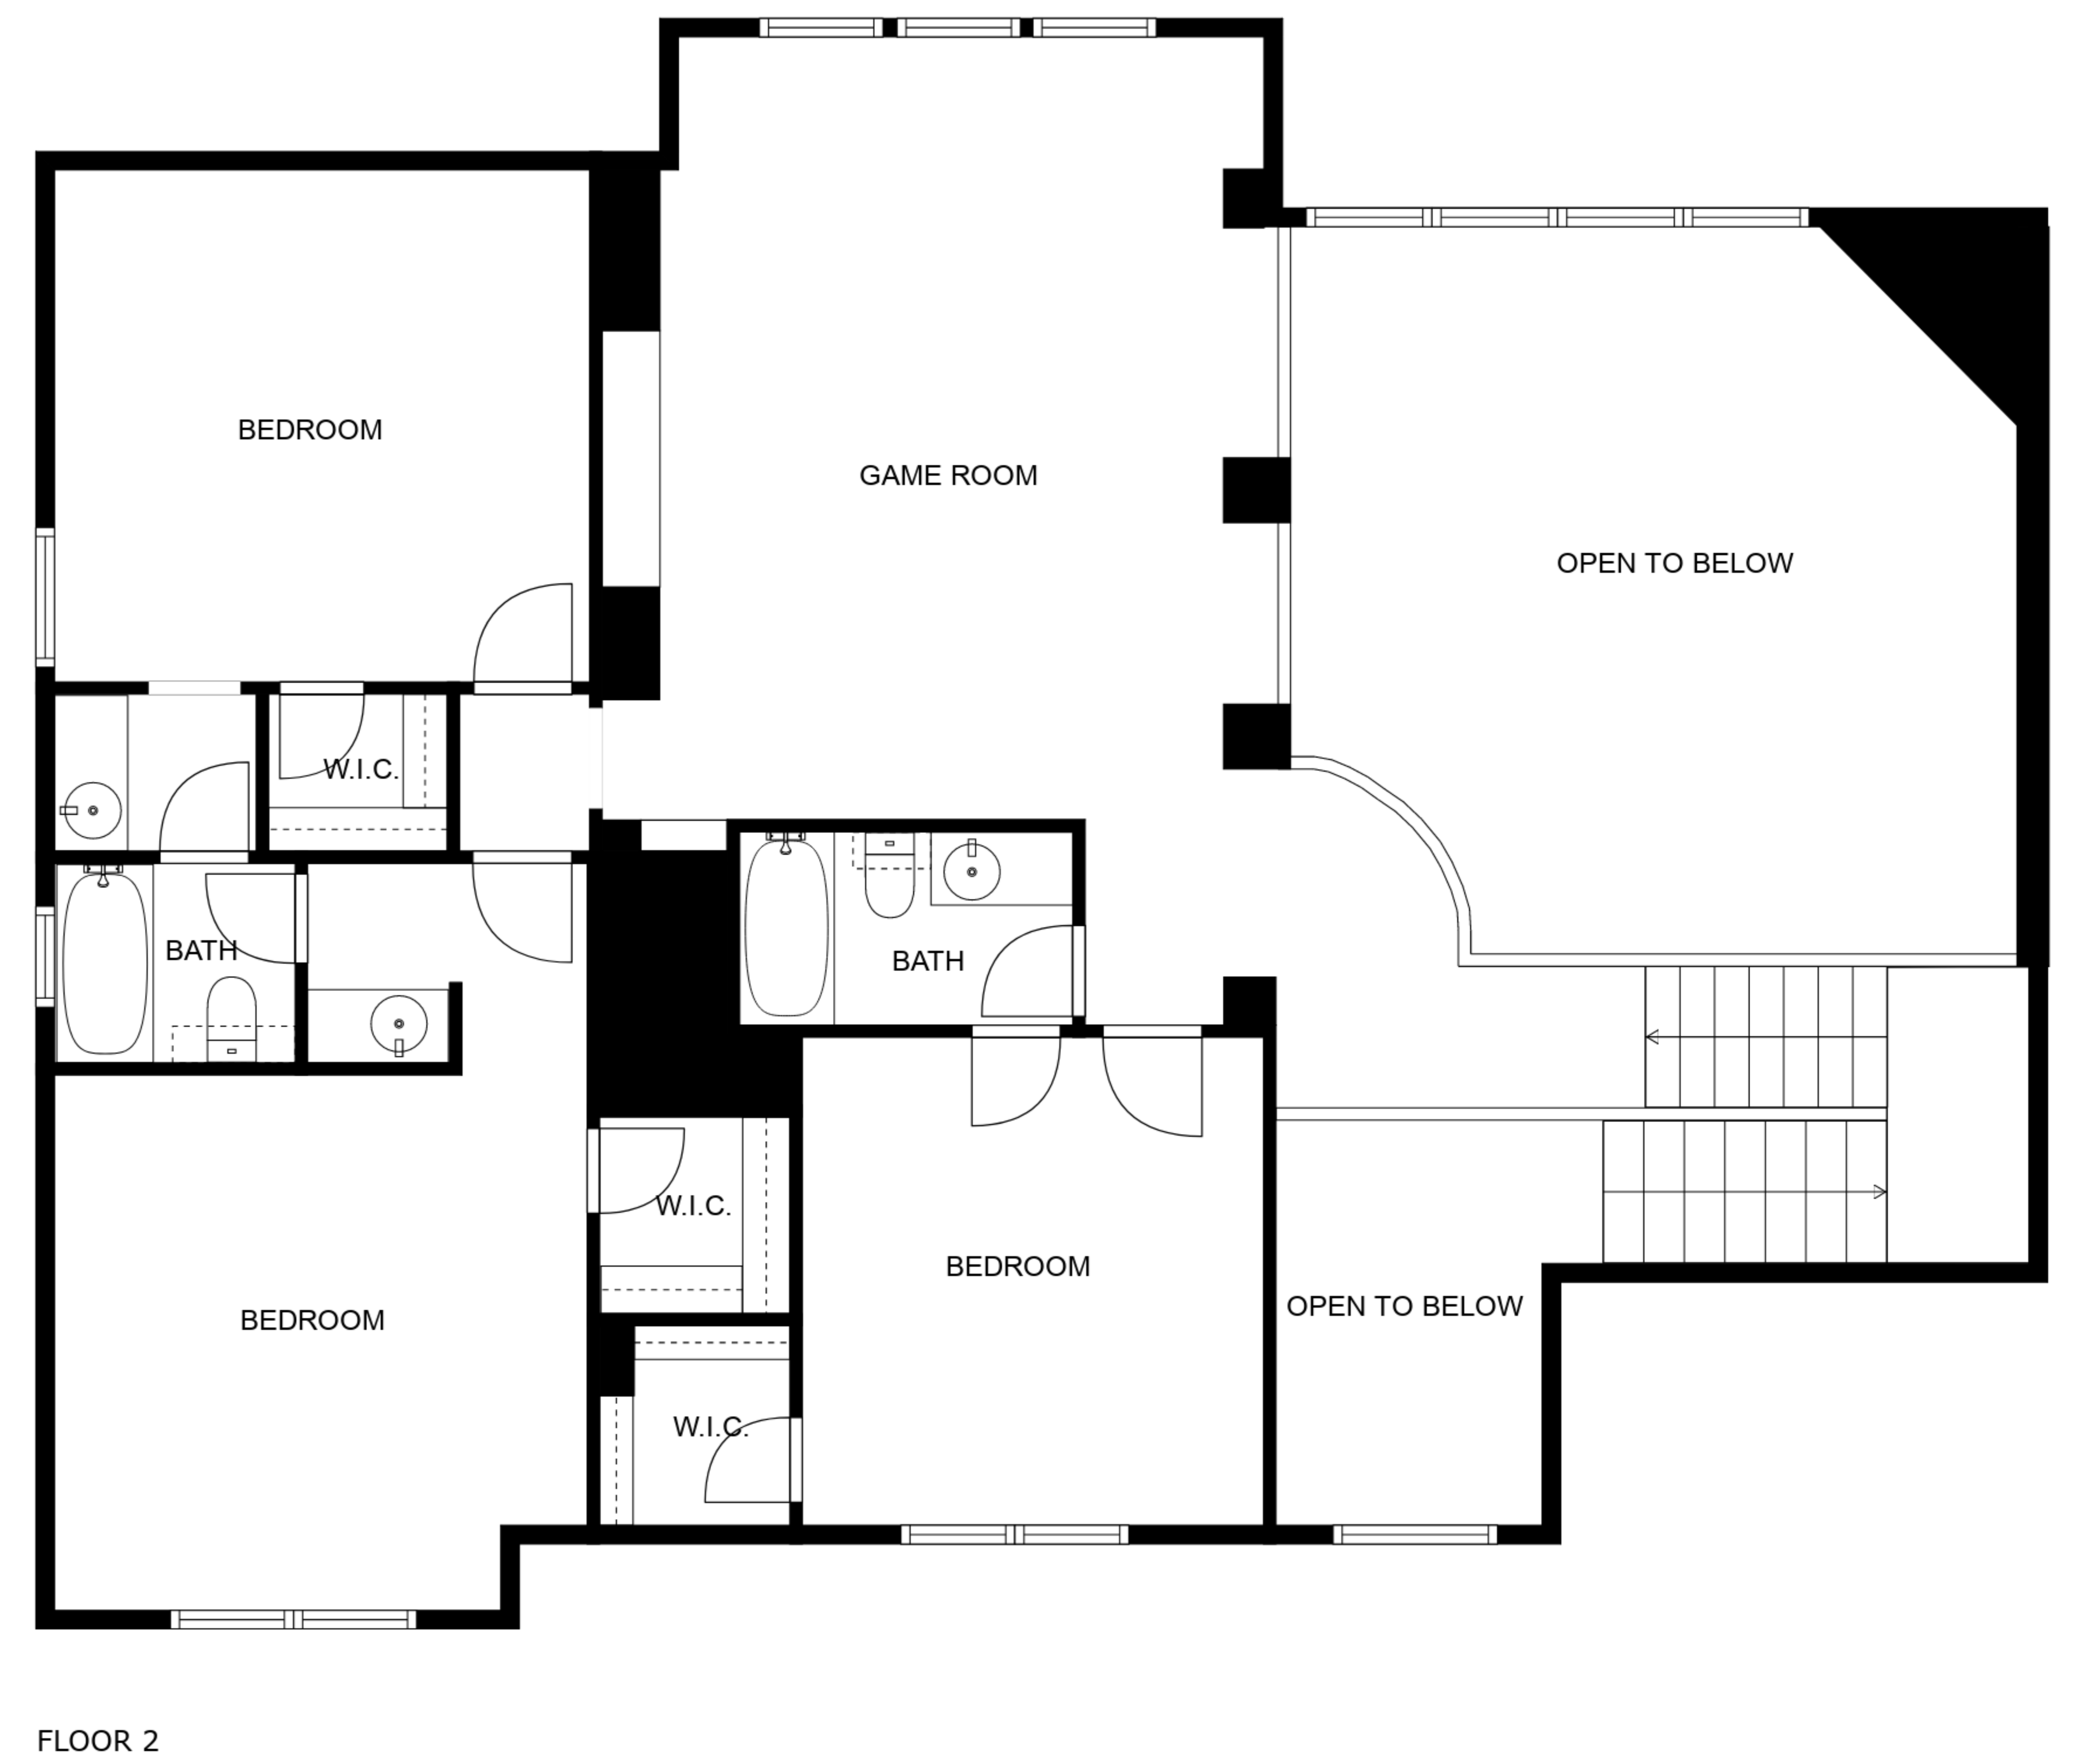 BEDROOM
GAME ROOM
OPEN TO BELOW
W.I.C.
BATH
BATH
W.I.C.
BEDROOM
OPEN TO BELOW
BEDROOM
W.I.C.
FLOOR 2